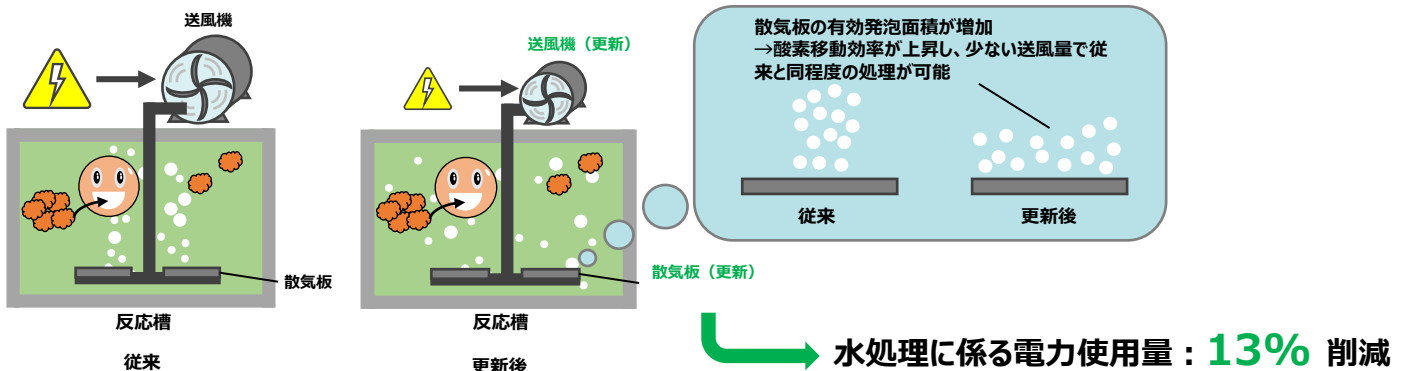 送風機
散気板
反応槽
従来
送風機（更新）
散気板（更新）
反応槽
更新後
散気板の有効発泡面積が増加
→酸素移動効率が上昇し、少ない送風量で従
来と同程度の処理が可能
従来
更新後
水処理に係る電力使用量：13% 削減